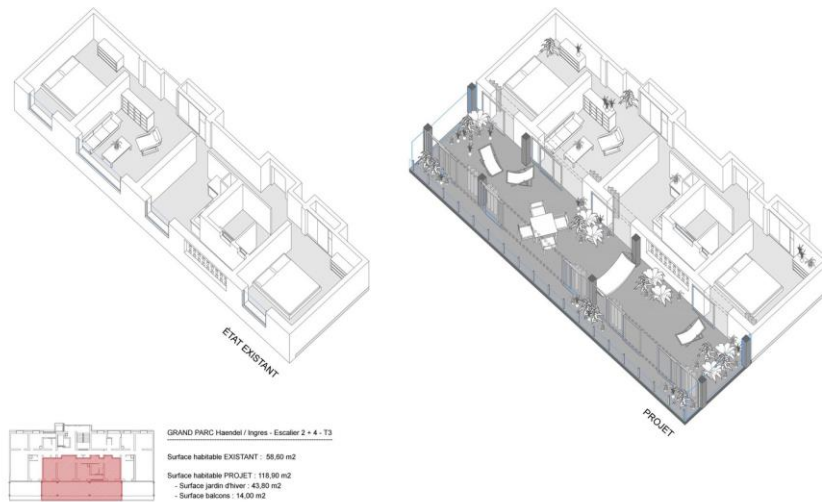 ÉTAT EXISTANT
PROJET
GRAND PARC Haendel / Ingres - Escalier 2 + 4 - T3
Surface habitable EXISTANT : 58,60 m2
Surface habitable PROJET : 118,90 m2
- Surface jardin d'hiver : 43,80 m2
- Surface balcons : 14,00 m2